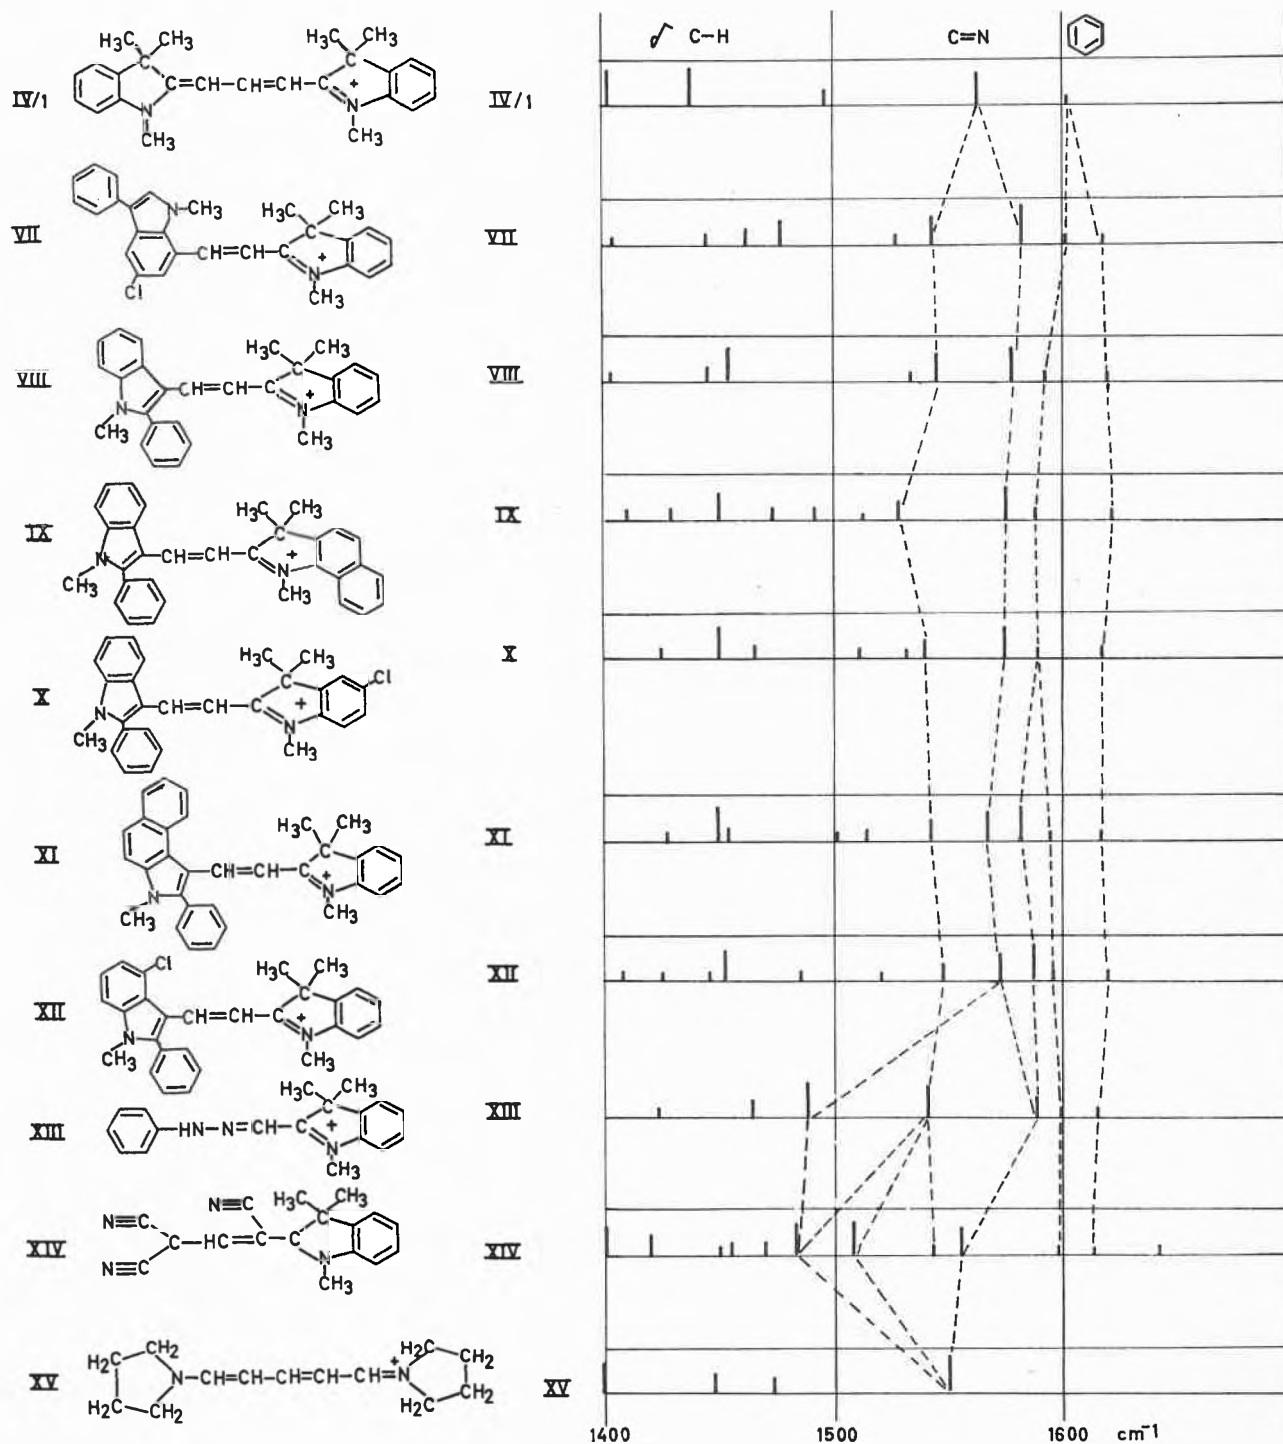 δ C-H C=N
H3C CH3 H3C CH3
IV/1 C=CH-CH=CH-C + IV/1
N N
CH3 CH3
N-CH3 H3C CH3
VII C VII
CH=CH-C +
N
Cl CH3
H3C CH3
VIII C VIII
CH=CH-C +
N N
CH3 CH3
H3C CH3
IX C IX
CH=CH-C +
N N
CH3 CH3
H3C CH3 X
C Cl
X CH=CH-C +
N N
CH3 CH3
H3C CH3
XI C XI
CH=CH-C +
N N
CH3 CH3
Cl H3C CH3 XII
XII C
CH=CH-C +
N N
CH3 CH3
H3C CH3
XIII C XIII
HN-N=CH-C +
N
CH3
N≡C H3C CH3
N≡C C
XIV C-HC=C-C XIV
N≡C N
CH3
CH2 H2C CH2
H2C +
XV N-CH=CH-CH=CH-CH=N XV
H2C CH2 CH2 CH2
1400 1500 1600 cm⁻¹